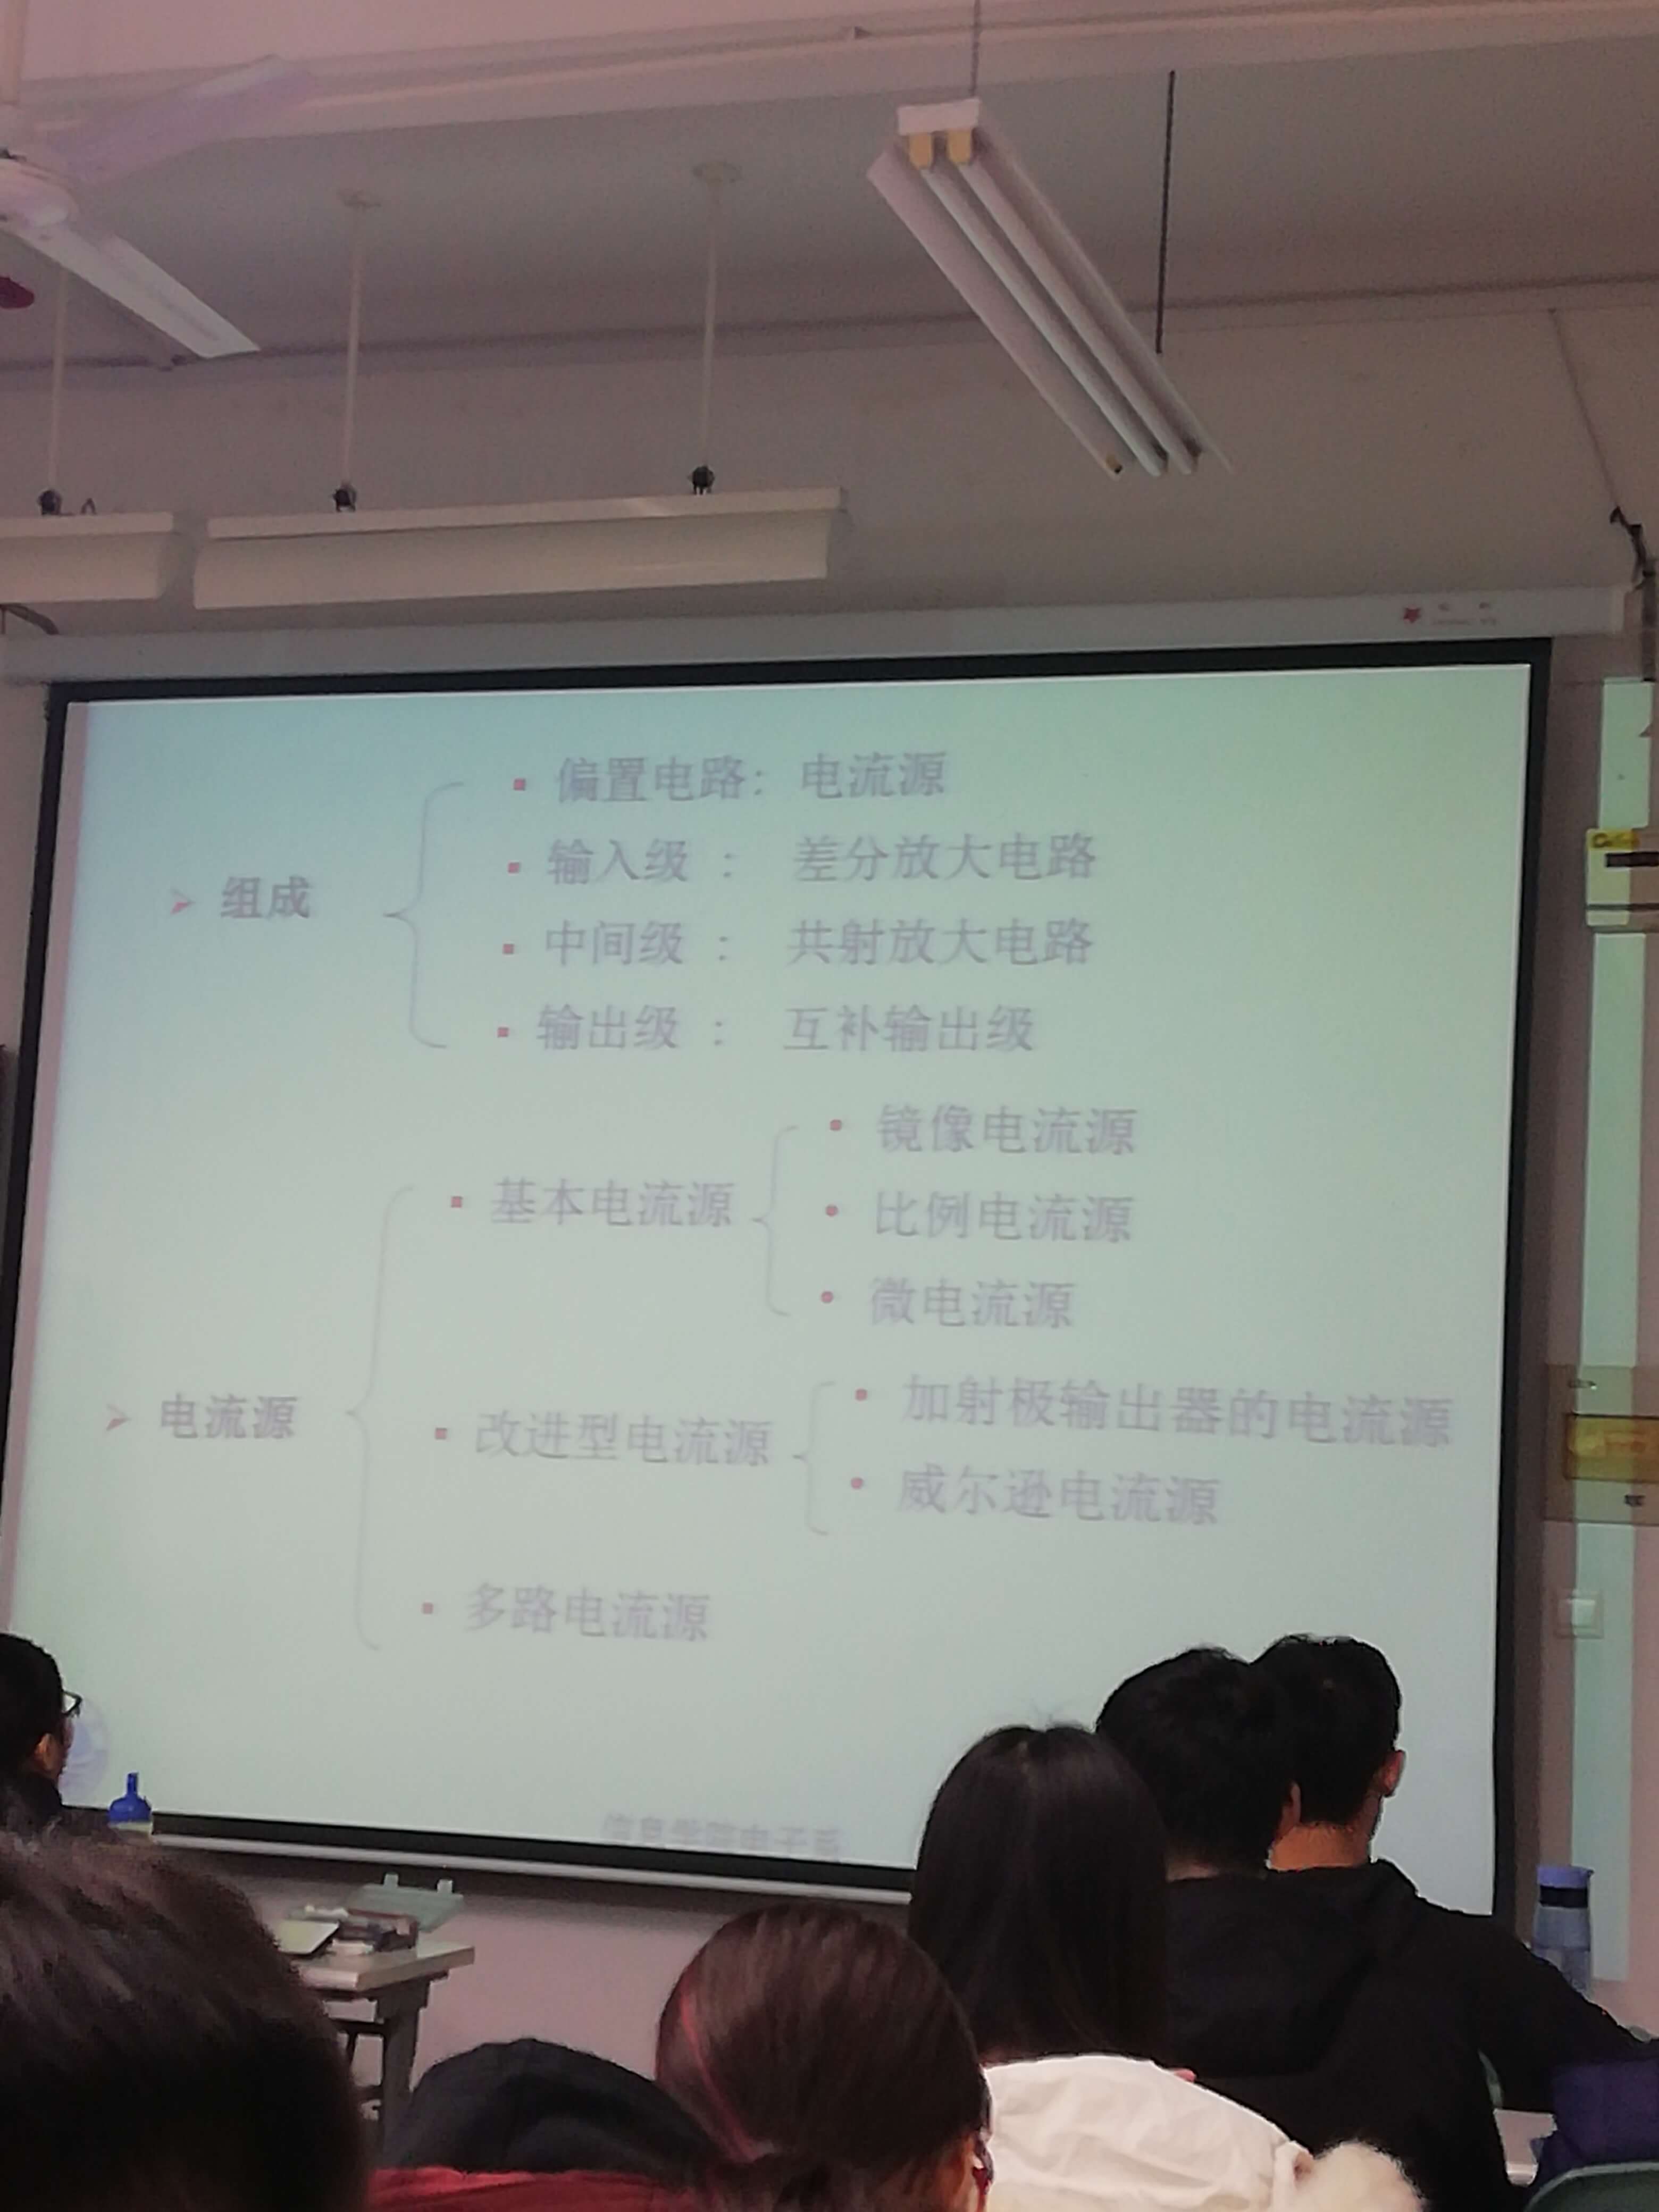 偏置电路：电流源
输入级 ： 差分放大电路
组成
中间级 ： 共射放大电路
输出级 ： 互补输出级
镜像电流源
基本电流源
比例电流源
微电流源
加射极输出器的电流源
电流源
改进型电流源
威尔逊电流源
多路电流源
信息学院电子系